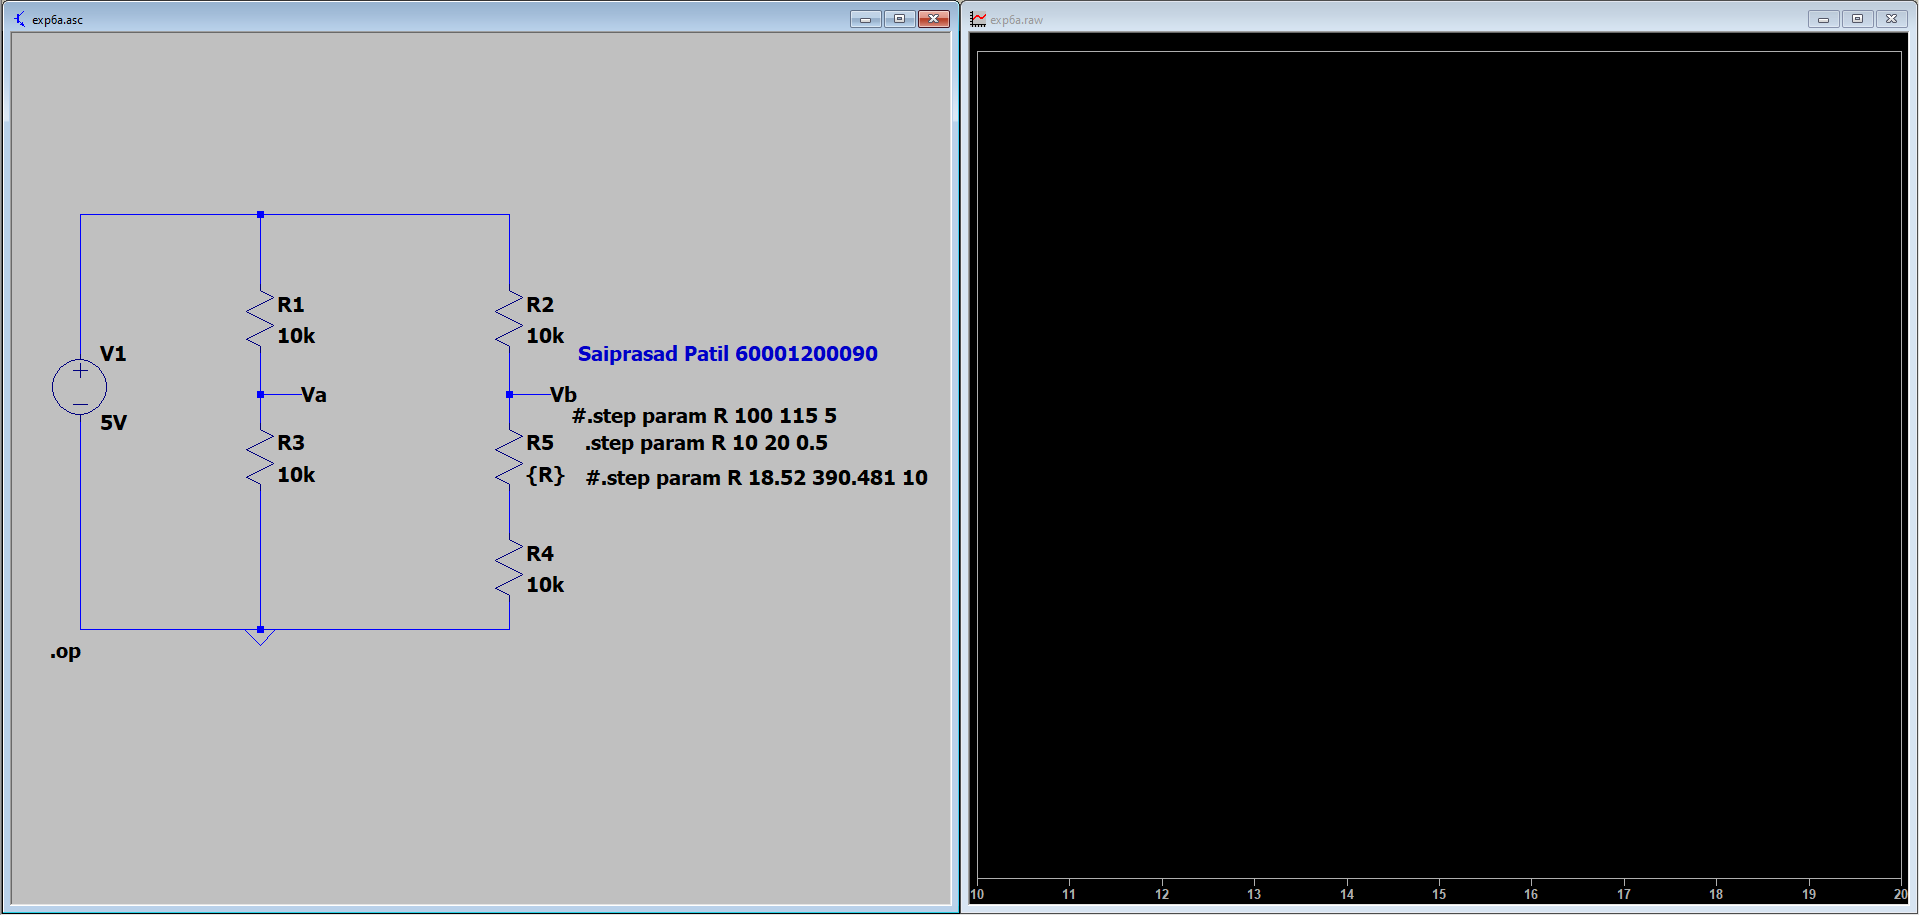 exp6a.asc
exp6a.raw
R1
10k
R2
10k
Saiprasad Patil 60001200090
V1
5V
Va
Vb
#.step param R 100 115 5
.step param R 10 20 0.5
#.step param R 18.52 390.481 10
R3
10k
R5
{R}
R4
10k
.op
10 11 12 13 14 15 16 17 18 19 20